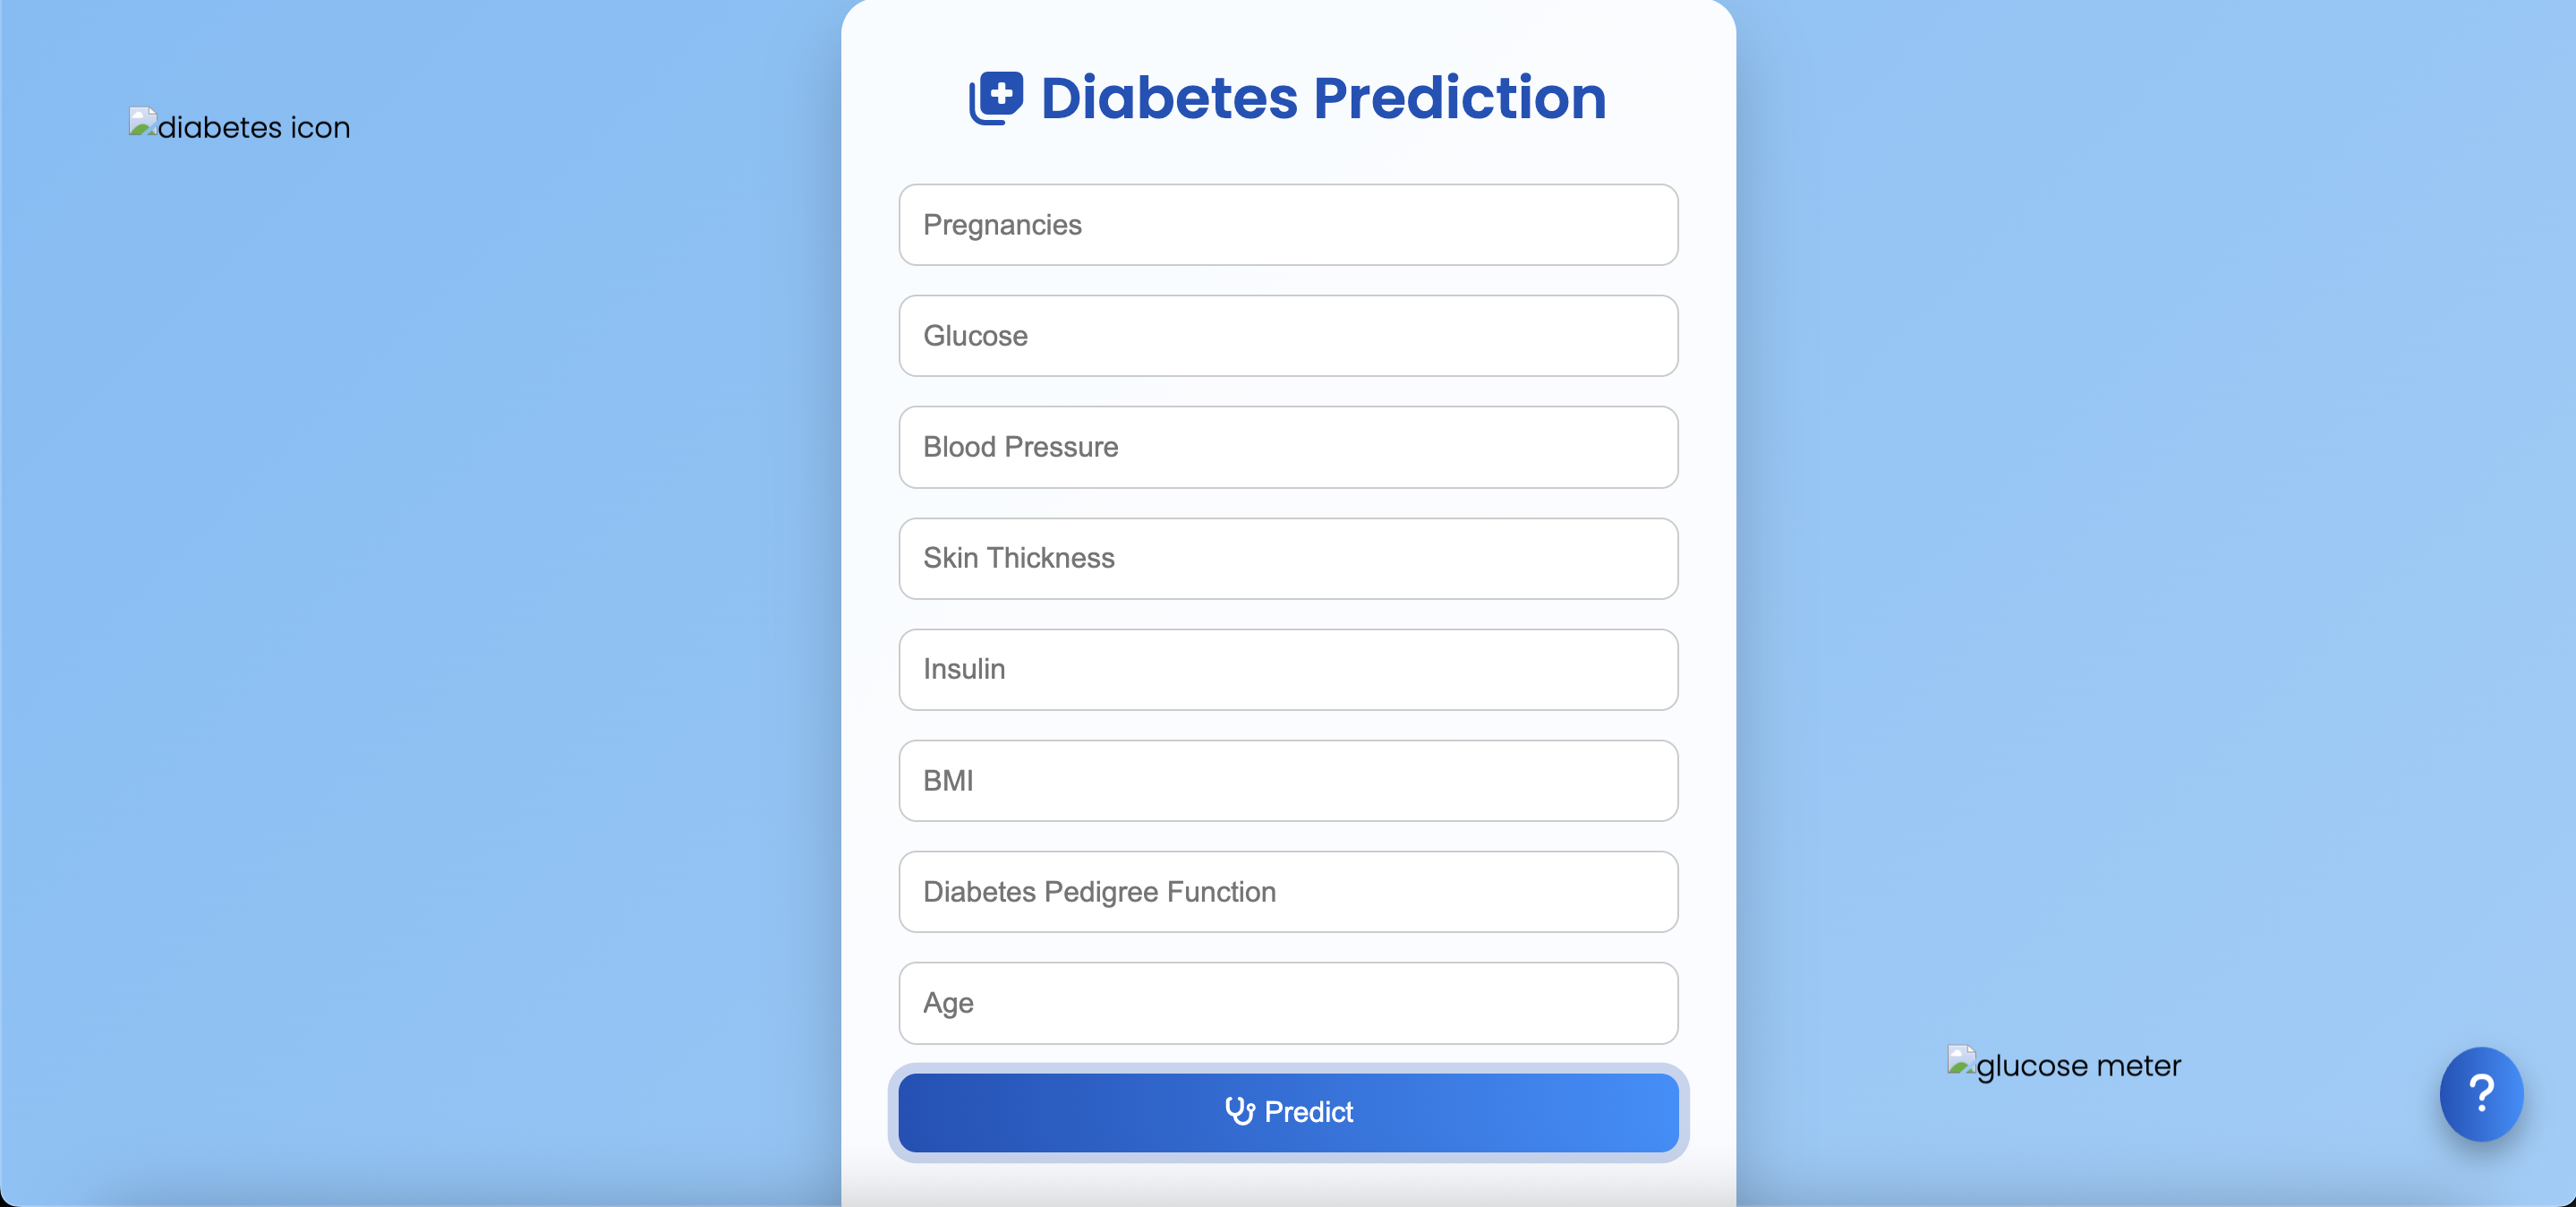 diabetes icon
Diabetes Prediction
Pregnancies
Glucose
Blood Pressure
Skin Thickness
Insulin
BMI
Diabetes Pedigree Function
Age
Predict
glucose meter
?